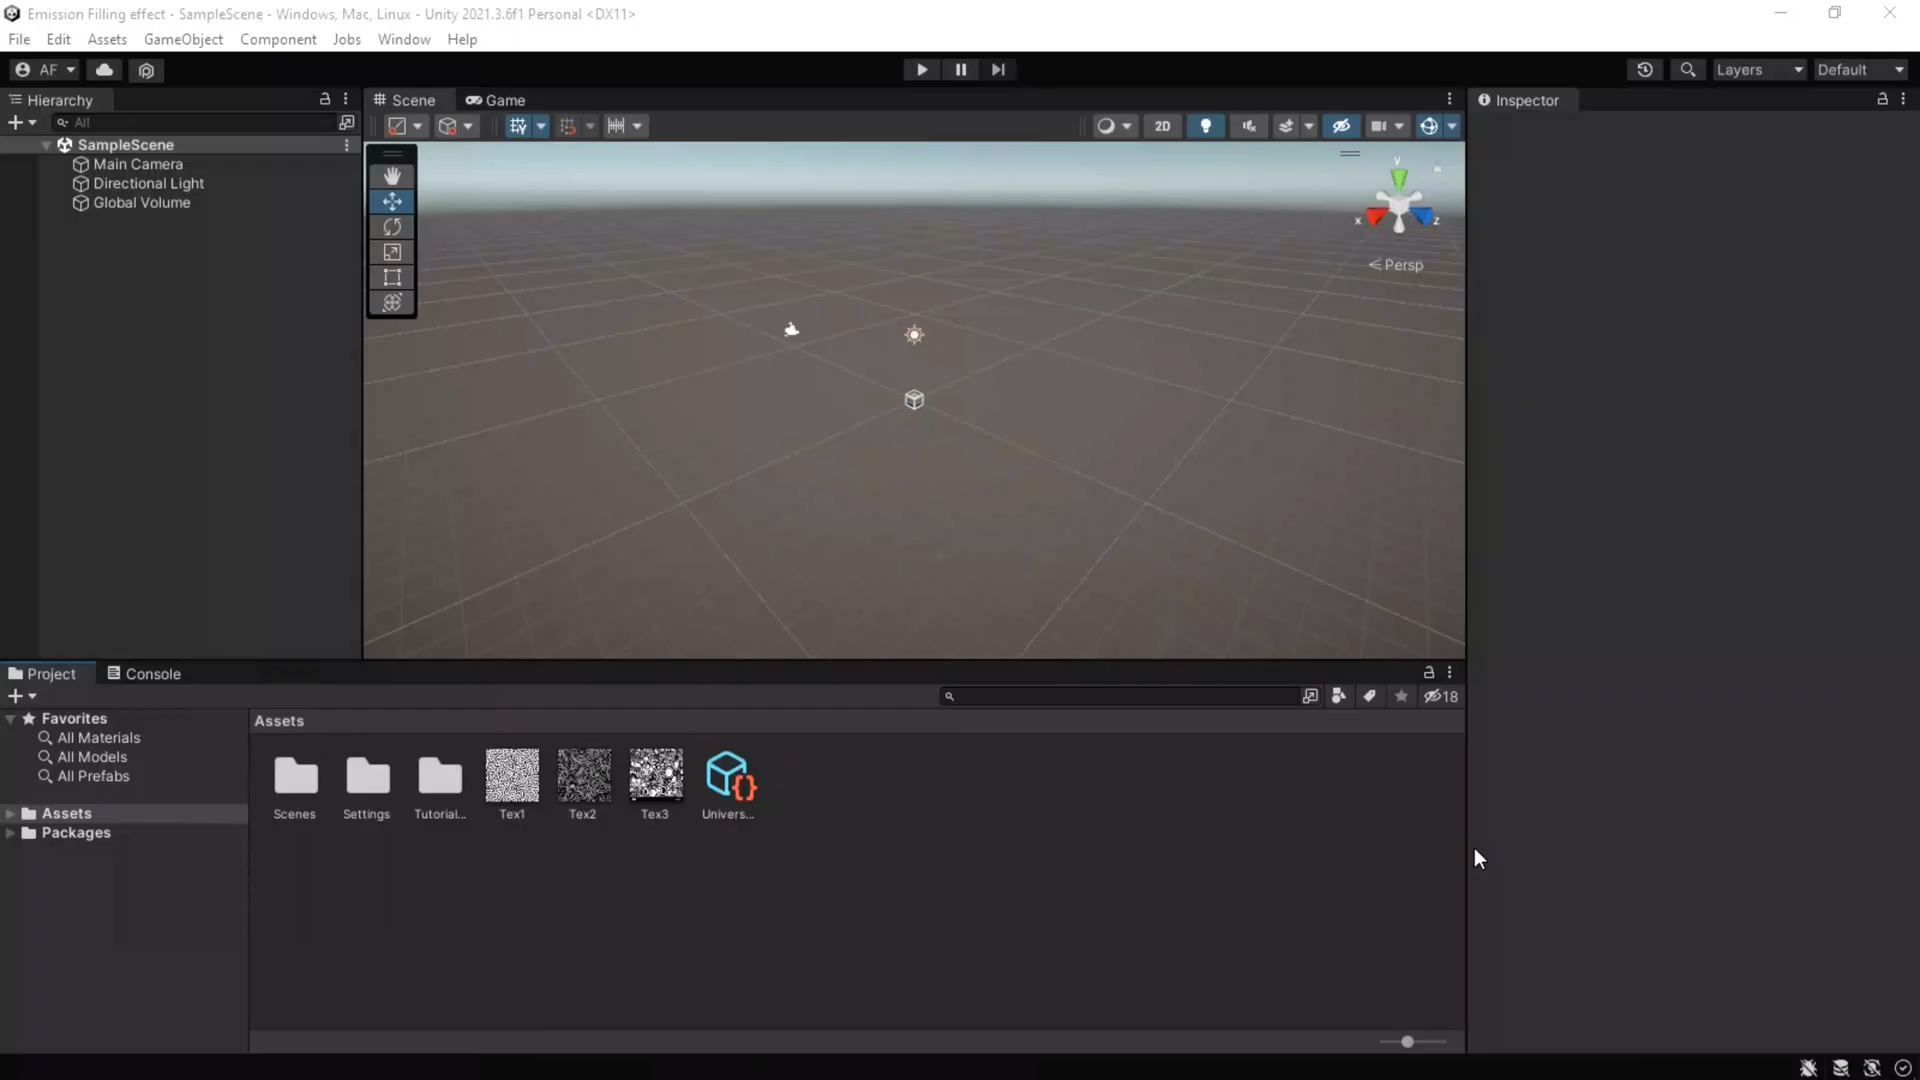 Emission Filling effect - SampleScene - Windows, Mac, Linux - Unity 2021.3.6f1 Personal <DX11>
File Edit Assets GameObject Component Jobs Window Help
AF Layers Default
Hierarchy Scene Game Inspector
All 2D
SampleScene
Main Camera
Directional Light
Global Volume
y
x z
Persp
Project Console
18
Favorites Assets
All Materials
All Models
All Prefabs
Assets
Packages
Scenes Settings Tutorial... Tex1 Tex2 Tex3 Univers...